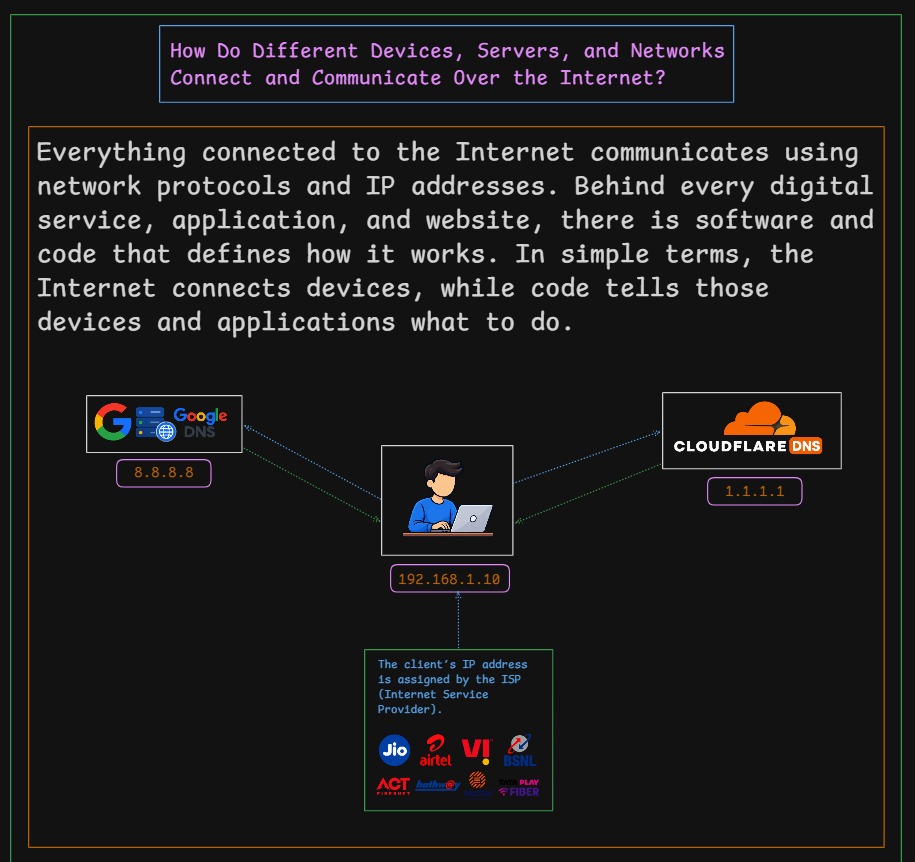 How Do Different Devices, Servers, and Networks
Connect and Communicate Over the Internet?
Everything connected to the Internet communicates using
network protocols and IP addresses. Behind every digital
service, application, and website, there is software and
code that defines how it works. In simple terms, the
Internet connects devices, while code tells those
devices and applications what to do.
G Google
DNS
8.8.8.8
CLOUDFLARE DNS
1.1.1.1
192.168.1.10
The client's IP address
is assigned by the ISP
(Internet Service
Provider).
Jio airtel VI BSNL
ACT hathway TATA PLAY
FIBERNET FIBER